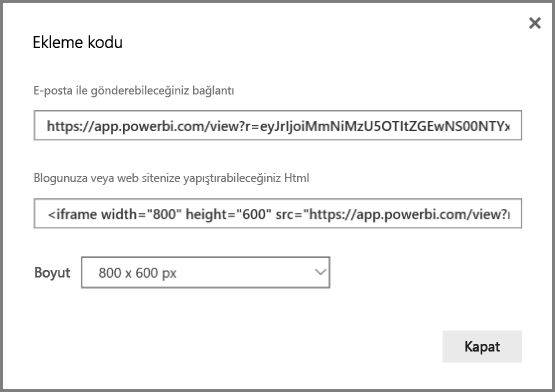 Ekleme kodu
E-posta ile gönderebileceğiniz bağlantı
https://app.powerbi.com/view?r=eyJrIjoiMmNiMzU5OTItZGEwNS00NTYx
Blogunuza veya web sitenize yapıştırabileceğiniz Html
<iframe width="800" height="600" src="https://app.powerbi.com/view?r
Boyut 800 x 600 px
Kapat